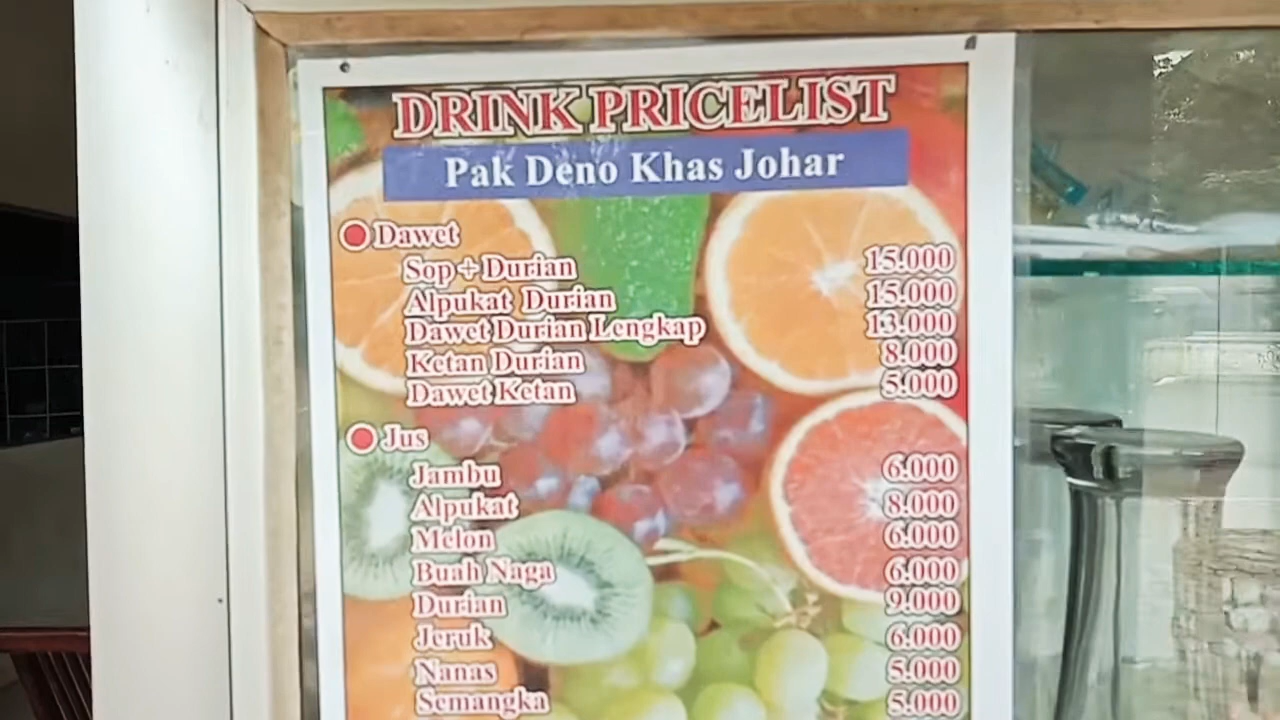 DRINK PRICELIST
Pak Deno Khas Johar
Dawet
Sop + Durian 15.000
Alpukat Durian 15.000
Dawet Durian Lengkap 13.000
Ketan Durian 8.000
Dawet Ketan 5.000
Jus
Jambu 6.000
Alpukat 8.000
Melon 6.000
Buah Naga 6.000
Durian 9.000
Jeruk 6.000
Nanas 5.000
Semangka 5.000